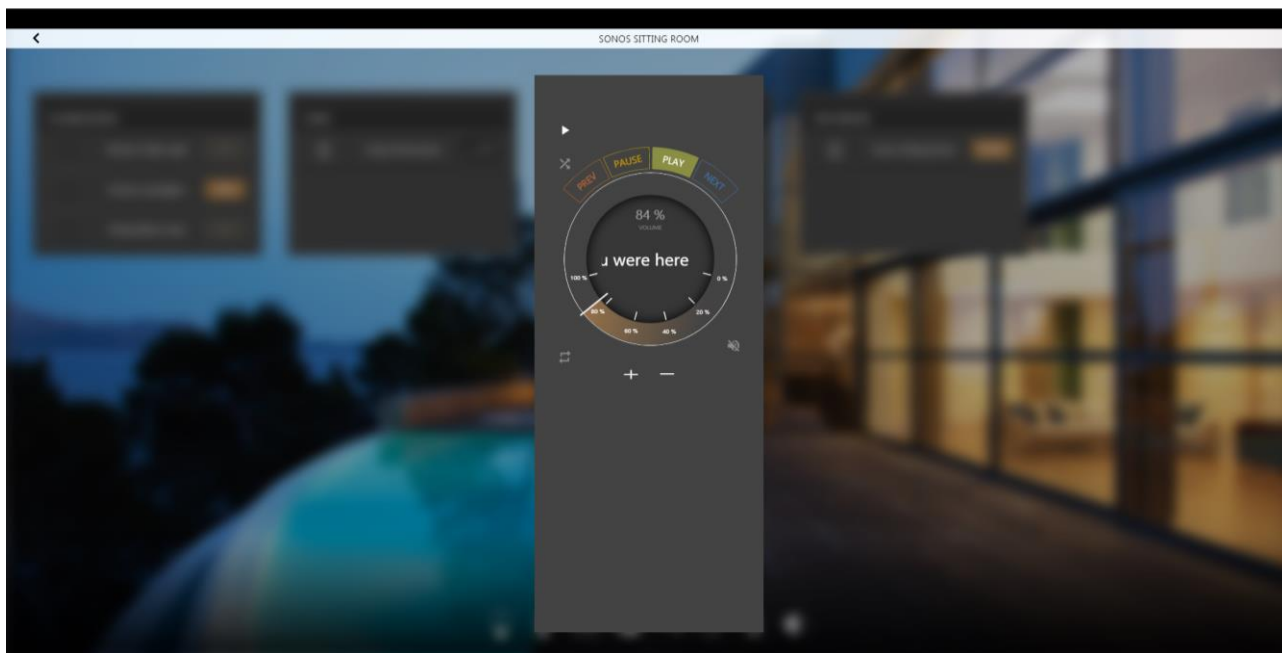 SONOS SITTING ROOM
PREV
PAUSE
PLAY
NEXT
84 %
VOLUME
were here
100 %
0 %
80 %
20 %
60 %
40 %